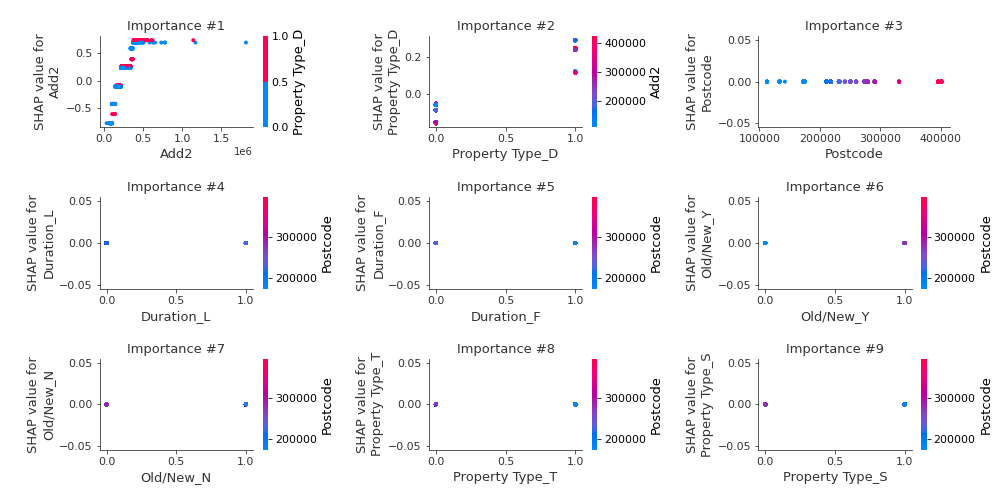 Importance #1
SHAP value for
Add2
0.5
0.0
−0.5
0.0
0.5
1.0
1.5
1e6
Add2
1.0
0.5
0.0
Property Type_D
Importance #2
SHAP value for
Property Type_D
0.2
0.0
0.0
0.5
1.0
Property Type_D
400000
300000
200000
Add2
Importance #3
SHAP value for
Postcode
0.05
0.00
−0.05
100000
200000
300000
400000
Postcode
Importance #4
SHAP value for
Duration_L
0.05
0.00
−0.05
0.0
0.5
1.0
Duration_L
300000
200000
Postcode
Importance #5
SHAP value for
Duration_F
0.05
0.00
−0.05
0.0
0.5
1.0
Duration_F
300000
200000
Postcode
Importance #6
SHAP value for
Old/New_Y
0.05
0.00
−0.05
0.0
0.5
1.0
Old/New_Y
300000
200000
Postcode
Importance #7
SHAP value for
Old/New_N
0.05
0.00
−0.05
0.0
0.5
1.0
Old/New_N
300000
200000
Postcode
Importance #8
SHAP value for
Property Type_T
0.05
0.00
−0.05
0.0
0.5
1.0
Property Type_T
300000
200000
Postcode
Importance #9
SHAP value for
Property Type_S
0.05
0.00
−0.05
0.0
0.5
1.0
Property Type_S
300000
200000
Postcode